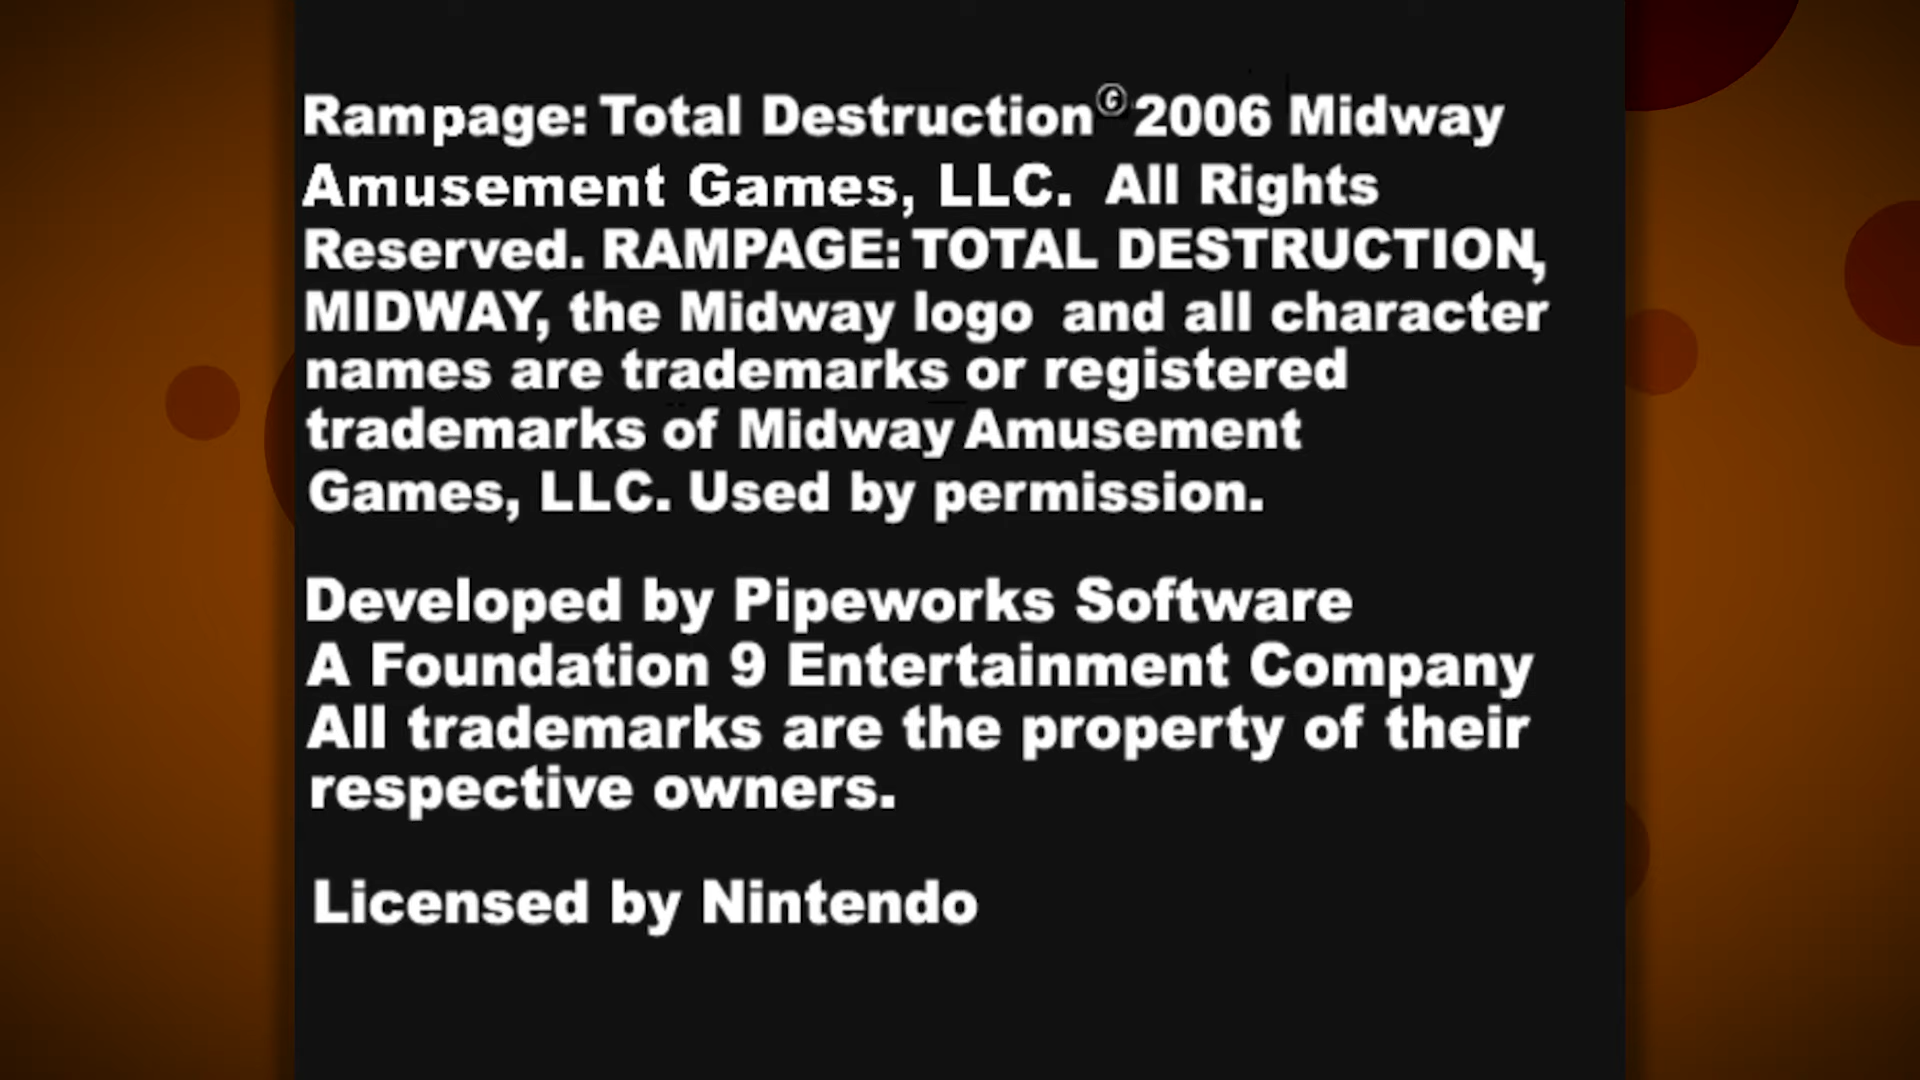 Rampage: Total Destruction© 2006 Midway
Amusement Games, LLC. All Rights
Reserved. RAMPAGE: TOTAL DESTRUCTION,
MIDWAY, the Midway logo and all character
names are trademarks or registered
trademarks of Midway Amusement
Games, LLC. Used by permission.
Developed by Pipeworks Software
A Foundation 9 Entertainment Company
All trademarks are the property of their
respective owners.
Licensed by Nintendo